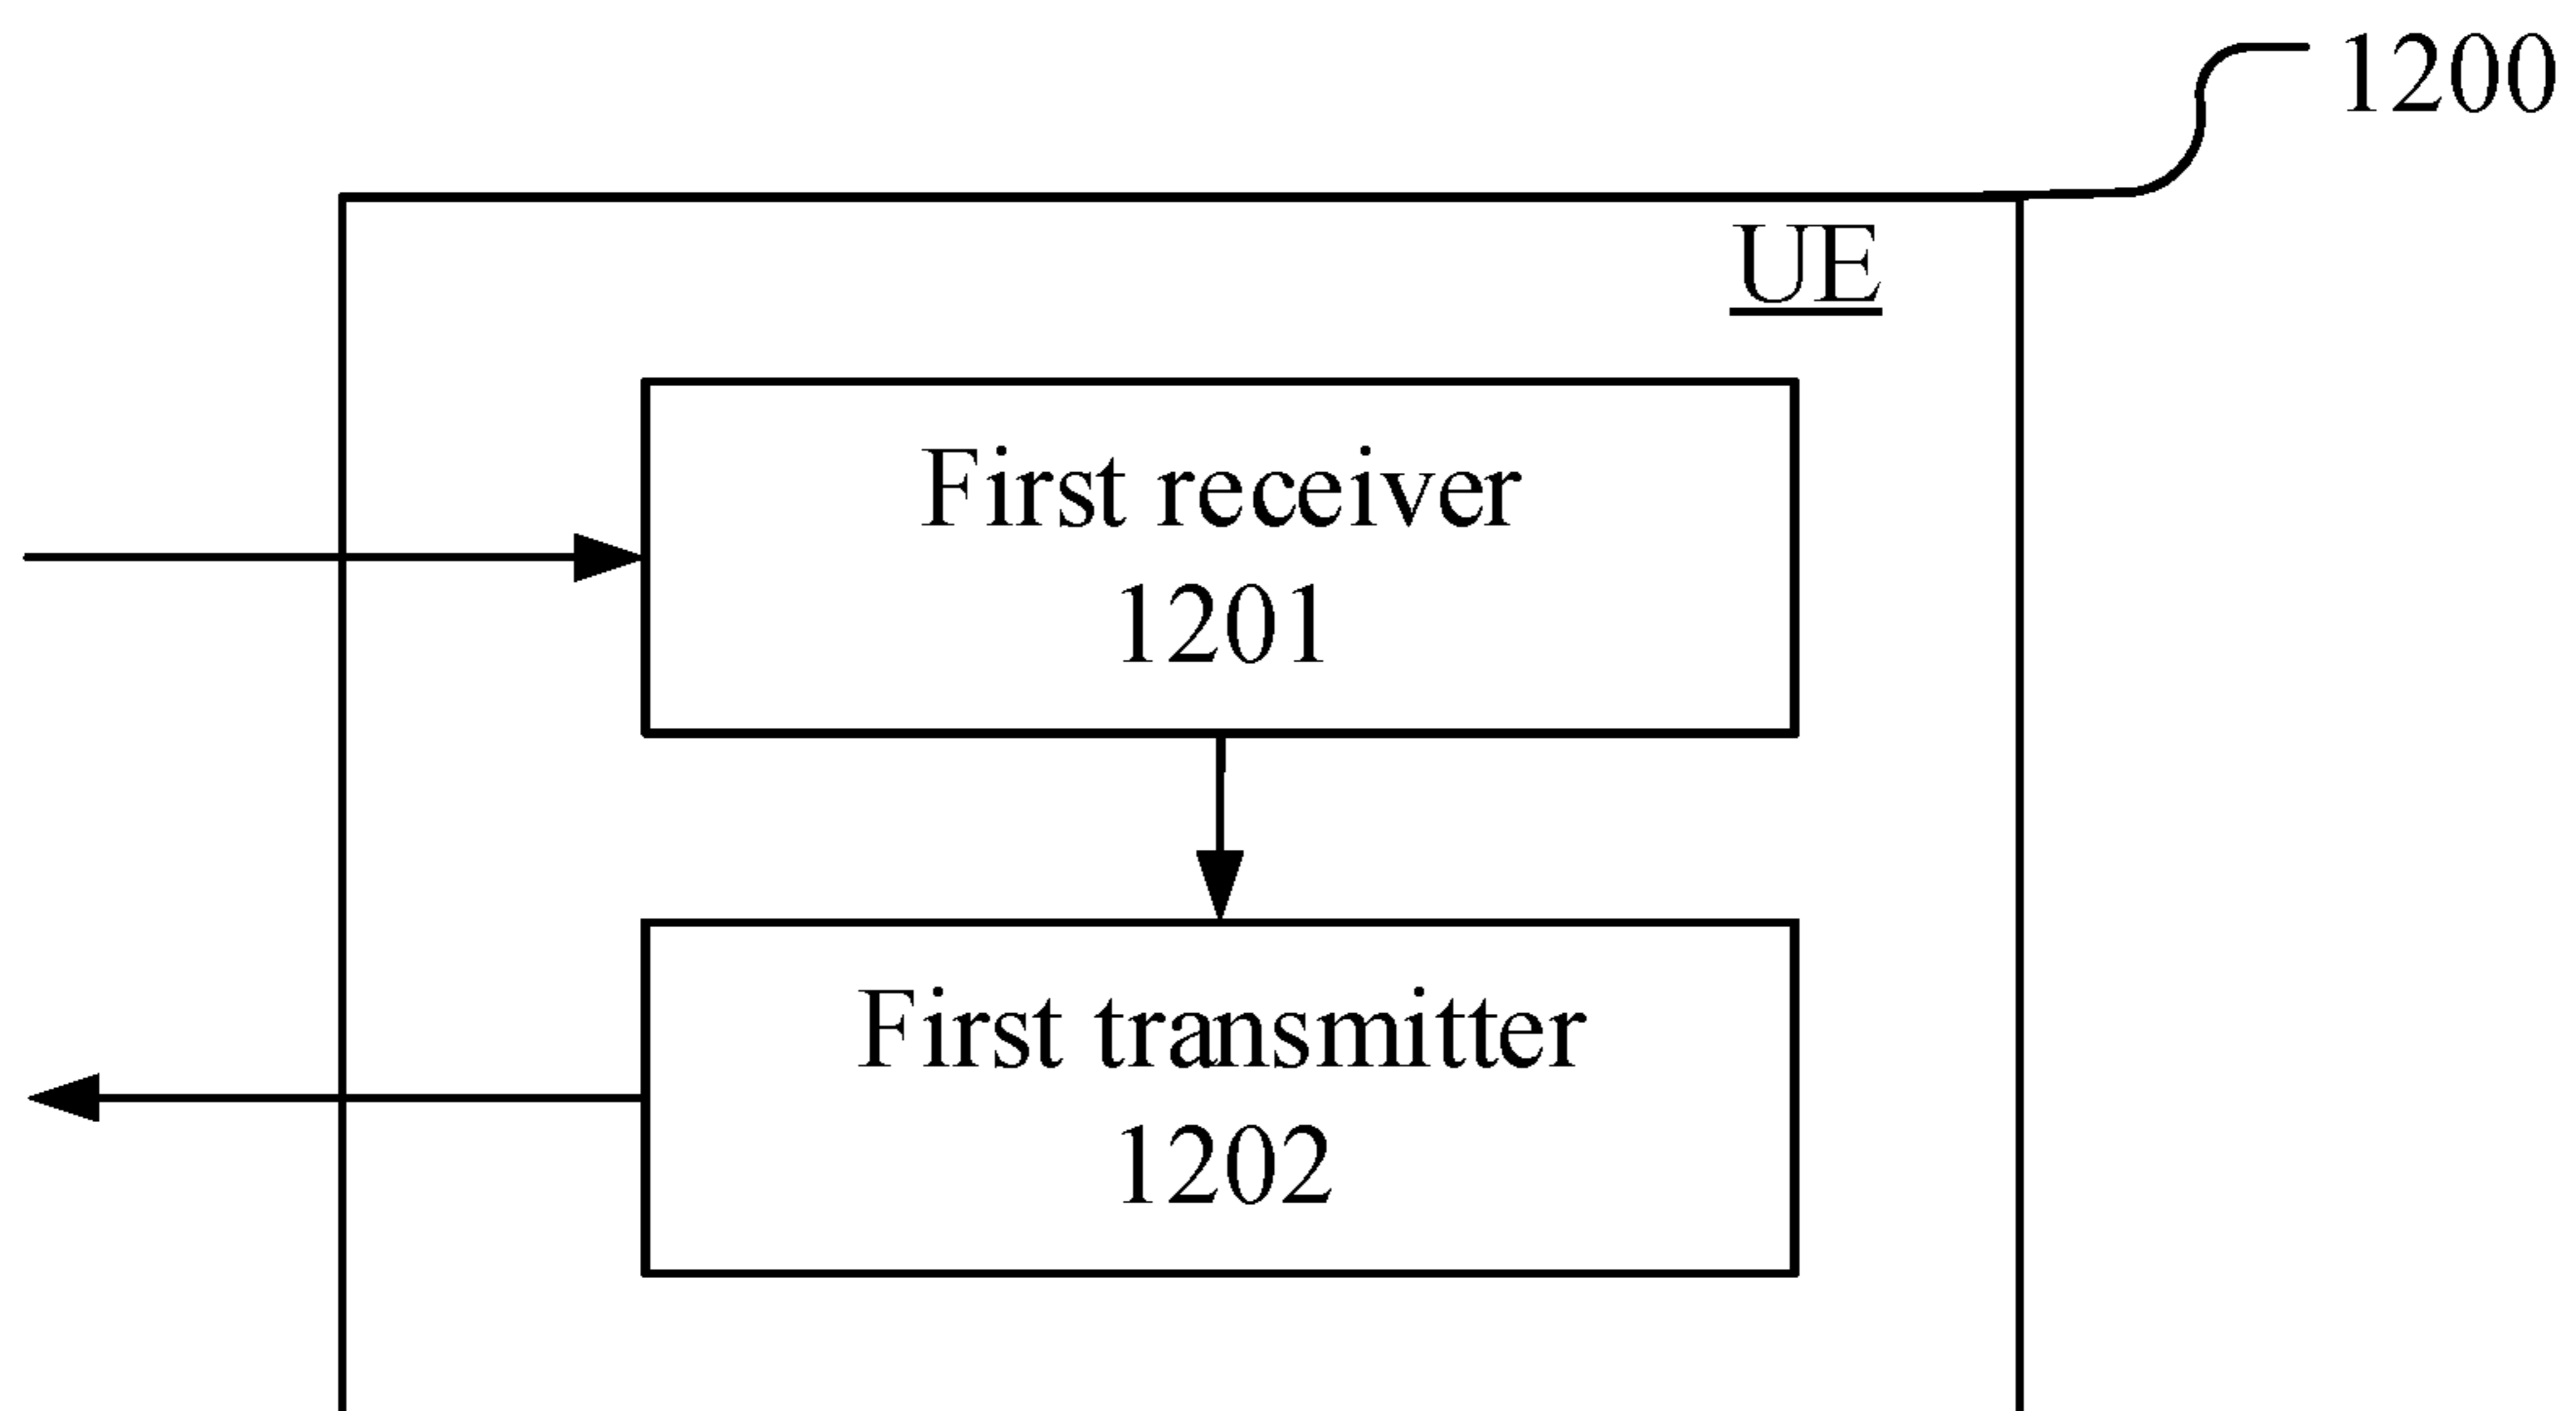 1200
UE
First receiver
1201
First transmitter
1202